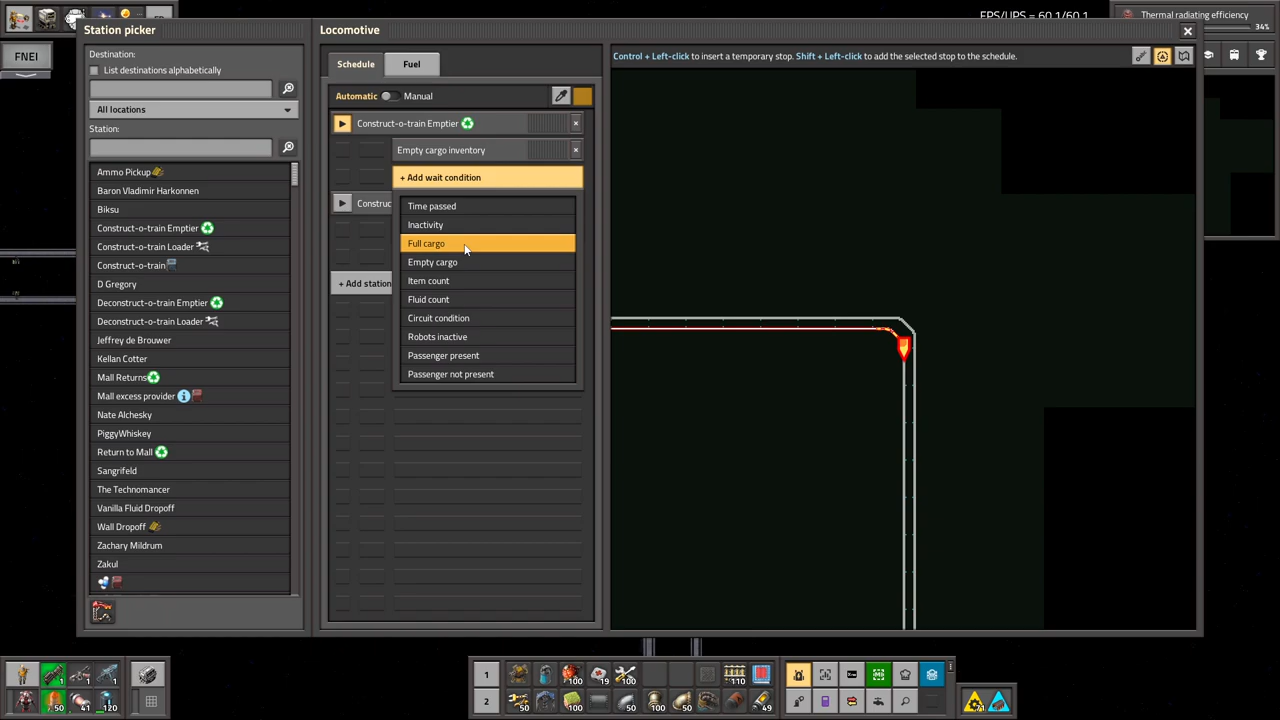 EPS/UPS = 60.1/60.1
Thermal radiating efficiency
34%
FNEI
Station picker
Destination:
List destinations alphabetically
All locations
Station:
Ammo Pickup
Baron Vladimir Harkonnen
Biksu
Construct-o-train Emptier
Construct-o-train Loader
Construct-o-train
D Gregory
Deconstruct-o-train Emptier
Deconstruct-o-train Loader
Jeffrey de Brouwer
Kellan Cotter
Mall Returns
Mall excess provider
Nate Alchesky
PiggyWhiskey
Return to Mall
Sangrifeld
The Technomancer
Vanilla Fluid Dropoff
Wall Dropoff
Zachary Mildrum
Zakul
Locomotive
Schedule
Fuel
Automatic Manual
Construct-o-train Emptier
Empty cargo inventory
+ Add wait condition
Construc
+ Add station
Time passed
Inactivity
Full cargo
Empty cargo
Item count
Fluid count
Circuit condition
Robots inactive
Passenger present
Passenger not present
Control + Left-click to insert a temporary stop. Shift + Left-click to add the selected stop to the schedule.
1 1 1
50 41 120
1
100 19 100 110
2
50 100 50 100 50 49